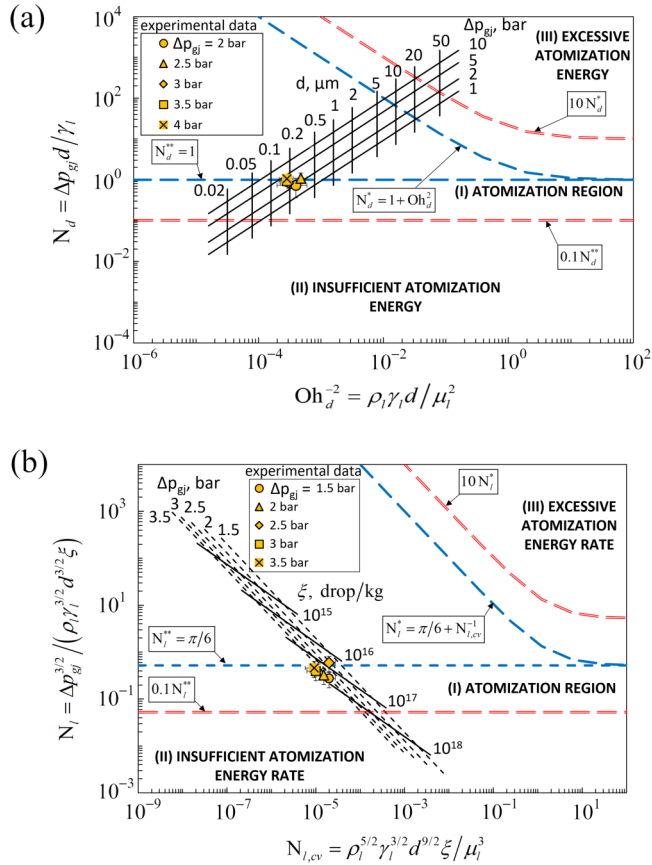 (a)
experimental data
Δp_gj = 2 bar
2.5 bar
3 bar
3.5 bar
4 bar
Δp_gj, bar
d, μm
0.02
0.05
0.1
0.2
0.5
1
2
5
10
20
50
10
5
2
1
(III) EXCESSIVE
ATOMIZATION
ENERGY
10 N_d^*
N_d^{**} = 1
N_d^* = 1 + Oh_d^2
(I) ATOMIZATION REGION
0.1 N_d^{**}
(II) INSUFFICIENT ATOMIZATION
ENERGY
N_d = Δp_gj d / γ_l
10^4
10^2
10^0
10^{-2}
10^{-4}
10^{-6}
10^{-4}
10^{-2}
10^0
10^2
Oh_d^{-2} = ρ_l γ_l d / μ_l^2
(b)
experimental data
Δp_gj = 1.5 bar
2 bar
2.5 bar
3 bar
3.5 bar
Δp_gj, bar
3.5
3
2.5
2
1.5
ξ, drop/kg
10^{15}
10^{16}
10^{17}
10^{18}
10 N_l^*
(III) EXCESSIVE
ATOMIZATION
ENERGY RATE
N_l^* = π/6 + N_{l,cv}^{-1}
N_l^{**} = π/6
(I) ATOMIZATION REGION
0.1 N_l^{**}
(II) INSUFFICIENT ATOMIZATION
ENERGY RATE
N_l = Δp_gj^{3/2} / (ρ_l γ_l^{3/2} d^{3/2} ξ)
10^3
10^1
10^{-1}
10^{-3}
10^{-9}
10^{-7}
10^{-5}
10^{-3}
10^{-1}
10^1
N_{l,cv} = ρ_l^{5/2} γ_l^{3/2} d^{9/2} ξ / μ_l^3